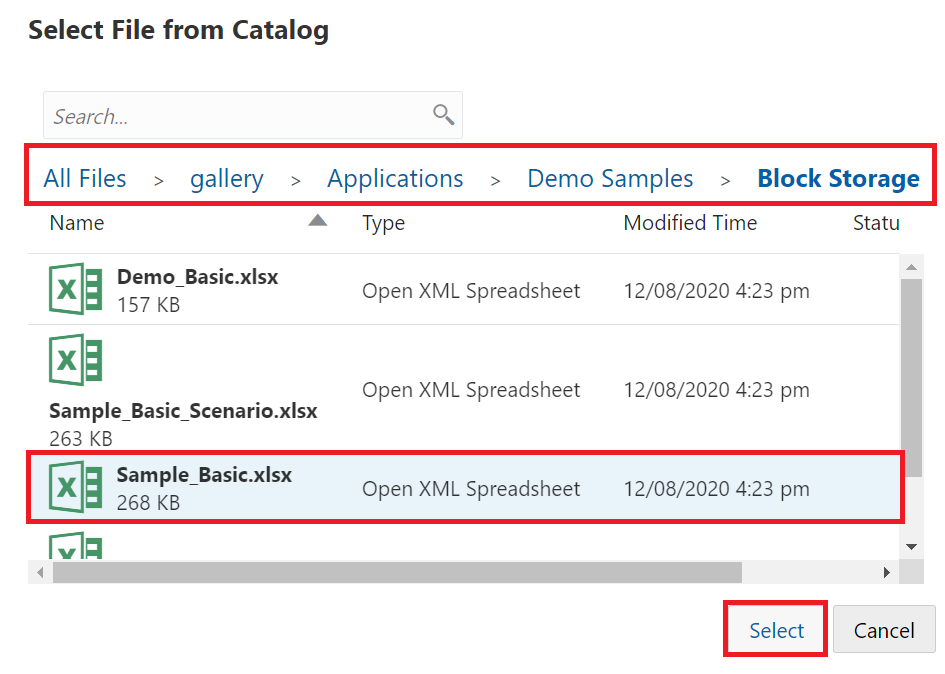 Select File from Catalog
Search...
All Files > gallery > Applications > Demo Samples > Block Storage
Name Type Modified Time Statu
Demo_Basic.xlsx
157 KB
Open XML Spreadsheet 12/08/2020 4:23 pm
Sample_Basic_Scenario.xlsx
263 KB
Open XML Spreadsheet 12/08/2020 4:23 pm
Sample_Basic.xlsx
268 KB
Open XML Spreadsheet 12/08/2020 4:23 pm
Select Cancel